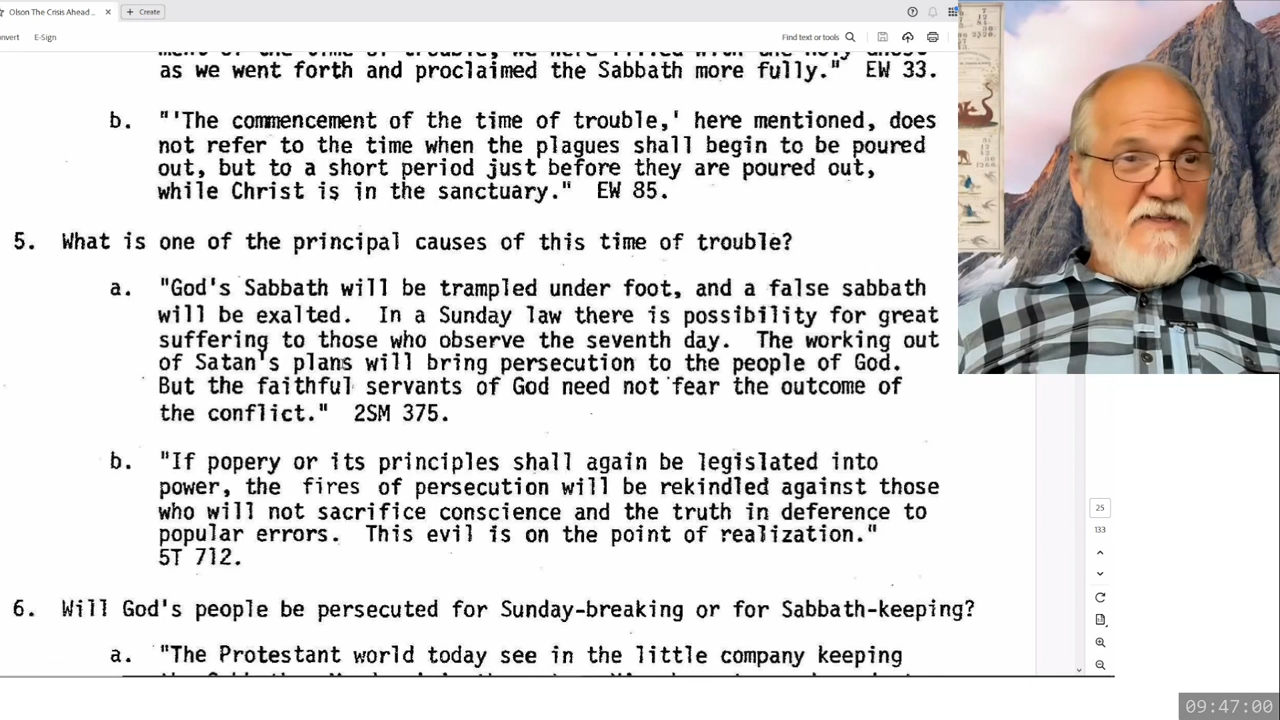 Olson The Crisis Ahead ..
+ Create
nvert
E-Sign
Find text or tools
as we went forth and proclaimed the Sabbath more fully." EW 33.
b. "'The commencement of the time of trouble,' here mentioned, does
not refer to the time when the plagues shall begin to be poured
out, but to a short period just before they are poured out,
while Christ is in the sanctuary." EW 85.
5. What is one of the principal causes of this time of trouble?
a. "God's Sabbath will be trampled under foot, and a false sabbath
will be exalted. In a Sunday law there is possibility for great
suffering to those who observe the seventh day. The working out
of Satan's plans will bring persecution to the people of God.
But the faithful servants of God need not fear the outcome of
the conflict." 2SM 375.
b. "If popery or its principles shall again be legislated into
power, the fires of persecution will be rekindled against those
who will not sacrifice conscience and the truth in deference to
popular errors. This evil is on the point of realization."
5T 712.
6. Will God's people be persecuted for Sunday-breaking or for Sabbath-keeping?
a. "The Protestant world today see in the little company keeping
25
133
09:47:00